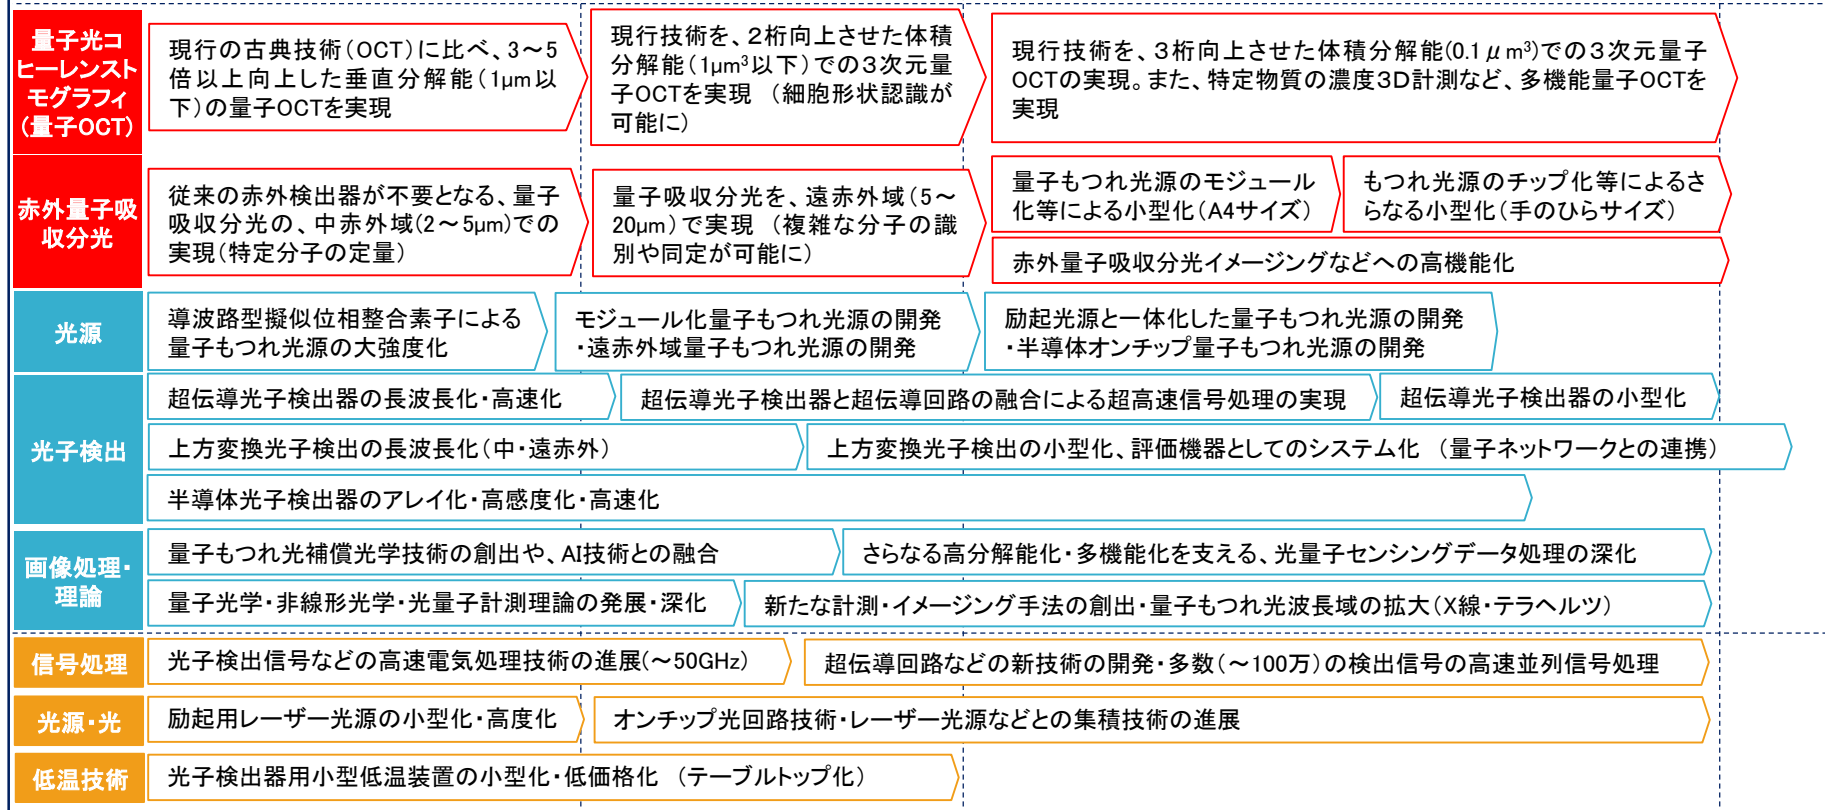 量子光コ
ヒーレンスト
モグラフィ
(量子OCT)
現行の古典技術(OCT)に比べ、3～5
倍以上向上した垂直分解能(1μm以
下)の量子OCTを実現
現行技術を、２桁向上させた体積
分解能(1μm³以下)での３次元量
子OCTを実現 (細胞形状認識が
可能に)
現行技術を、３桁向上させた体積分解能(0.1μm³)での３次元量子
OCTの実現。また、特定物質の濃度3D計測など、多機能量子OCTを
実現
赤外量子吸
収分光
従来の赤外検出器が不要となる、量子
吸収分光の、中赤外域(2～5μm)での
実現(特定分子の定量)
量子吸収分光を、遠赤外域(5～
20μm)で実現 (複雑な分子の識
別や同定が可能に)
量子もつれ光源のモジュール
化等による小型化(A4サイズ)
もつれ光源のチップ化等によるさ
らなる小型化(手のひらサイズ)
赤外量子吸収分光イメージングなどへの高機能化
光源
導波路型擬似位相整合素子による
量子もつれ光源の大強度化
モジュール化量子もつれ光源の開発
・遠赤外域量子もつれ光源の開発
励起光源と一体化した量子もつれ光源の開発
・半導体オンチップ量子もつれ光源の開発
光子検出
超伝導光子検出器の長波長化・高速化
超伝導光子検出器と超伝導回路の融合による超高速信号処理の実現
超伝導光子検出器の小型化
上方変換光子検出の長波長化(中・遠赤外)
上方変換光子検出の小型化、評価機器としてのシステム化 (量子ネットワークとの連携)
半導体光子検出器のアレイ化・高感度化・高速化
画像処理・
理論
量子もつれ光補償光学技術の創出や、AI技術との融合
さらなる高分解能化・多機能化を支える、光量子センシングデータ処理の深化
量子光学・非線形光学・光量子計測理論の発展・深化
新たな計測・イメージング手法の創出・量子もつれ光波長域の拡大(X線・テラヘルツ)
信号処理
光子検出信号などの高速電気処理技術の進展(～50GHz)
超伝導回路などの新技術の開発・多数(～100万)の検出信号の高速並列信号処理
光源・光
励起用レーザー光源の小型化・高度化
オンチップ光回路技術・レーザー光源などとの集積技術の進展
低温技術
光子検出器用小型低温装置の小型化・低価格化 (テーブルトップ化)